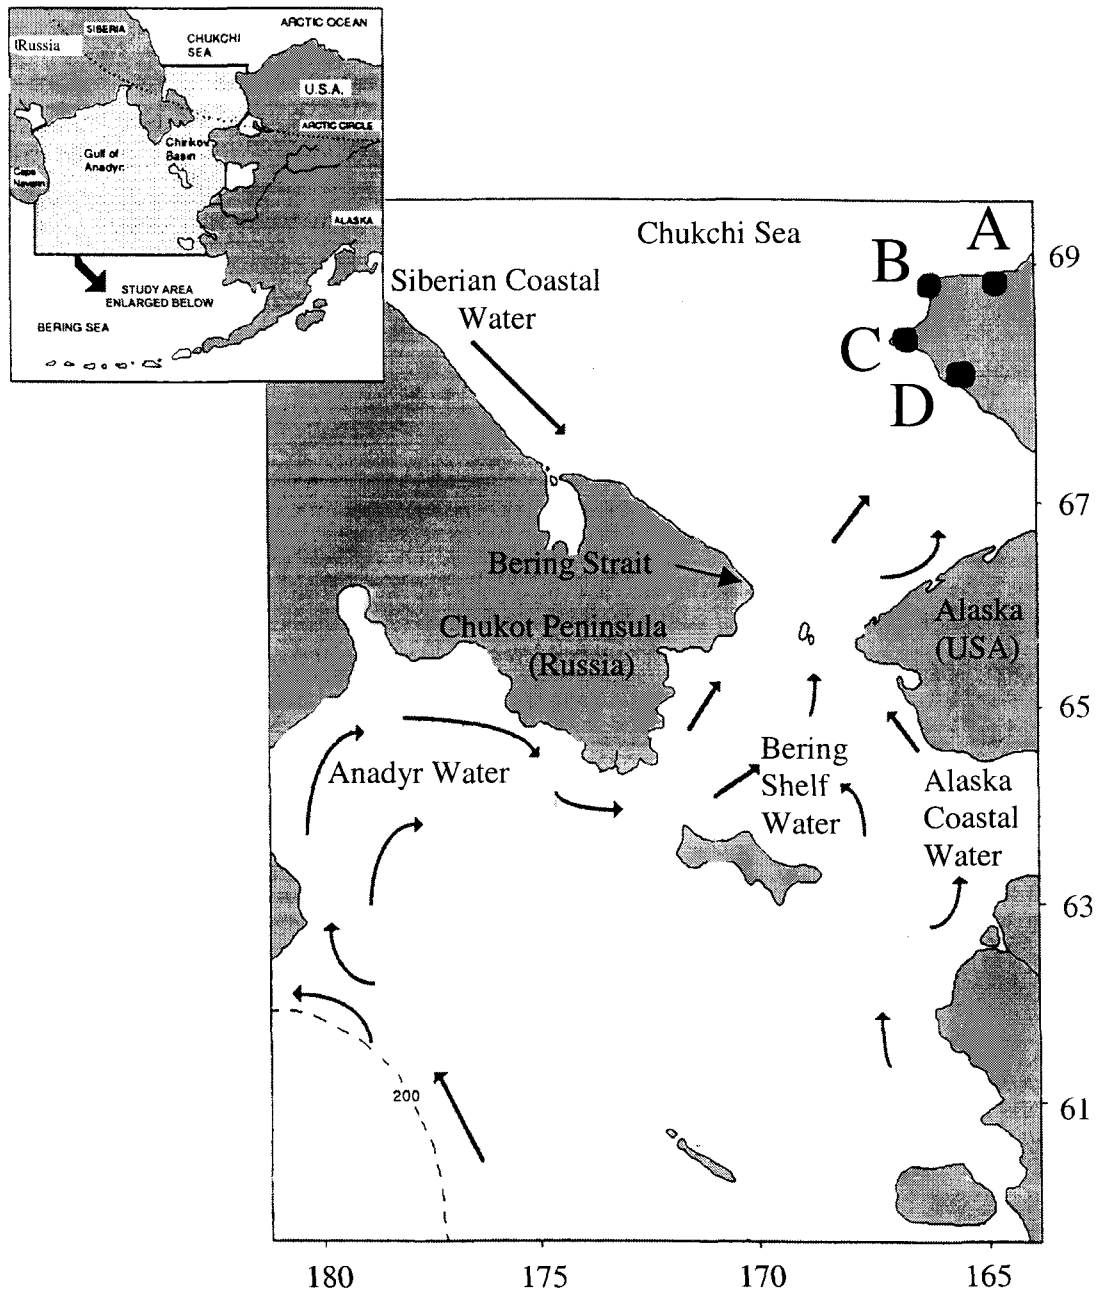 SIBERIA
ARCTIC OCEAN
Russia
CHUKCHI
SEA
U.S.A.
ARCTIC CIRCLE
Chirikov
Basin
Gulf of
Anadyr
Cape
Navarin
ALASKA
STUDY AREA
ENLARGED BELOW
BERING SEA
Chukchi Sea
A
B
69
Siberian Coastal
Water
C
D
67
Bering Strait
Alaska
(USA)
Chukot Peninsula
(Russia)
65
Bering
Shelf
Water
Anadyr Water
Alaska
Coastal
Water
63
200
61
180
175
170
165